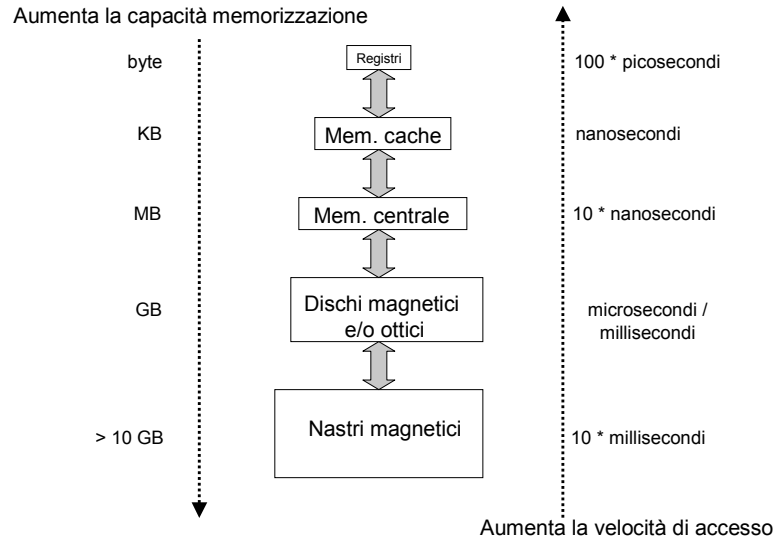 Aumenta la capacità memorizzazione
byte
Registri
100 * picosecondi
KB
Mem. cache
nanosecondi
MB
Mem. centrale
10 * nanosecondi
GB
Dischi magnetici
e/o ottici
microsecondi /
millisecondi
> 10 GB
Nastri magnetici
10 * millisecondi
Aumenta la velocità di accesso